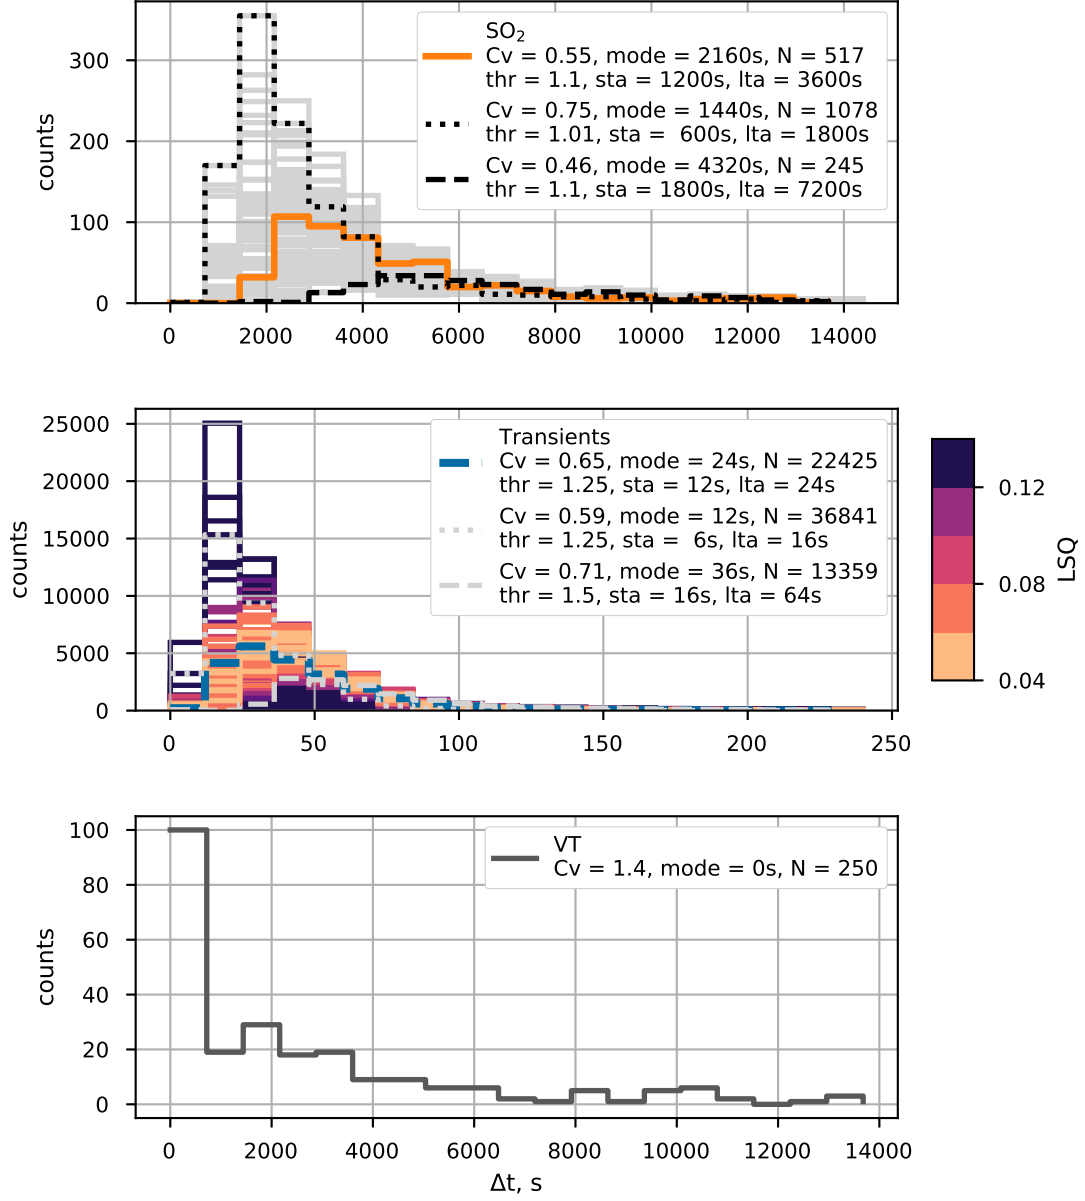 300
200
100
0
counts
SO₂
Cv = 0.55, mode = 2160s, N = 517
thr = 1.1, sta = 1200s, lta = 3600s
Cv = 0.75, mode = 1440s, N = 1078
thr = 1.01, sta =  600s, lta = 1800s
Cv = 0.46, mode = 4320s, N = 245
thr = 1.1, sta = 1800s, lta = 7200s
0 2000 4000 6000 8000 10000 12000 14000
25000
20000
15000
10000
5000
0
counts
Transients
Cv = 0.65, mode = 24s, N = 22425
thr = 1.25, sta = 12s, lta = 24s
Cv = 0.59, mode = 12s, N = 36841
thr = 1.25, sta =  6s, lta = 16s
Cv = 0.71, mode = 36s, N = 13359
thr = 1.5, sta = 16s, lta = 64s
0 50 100 150 200 250
0.12
0.08
0.04
LSQ
100
80
60
40
20
0
counts
VT
Cv = 1.4, mode = 0s, N = 250
0 2000 4000 6000 8000 10000 12000 14000
Δt, s